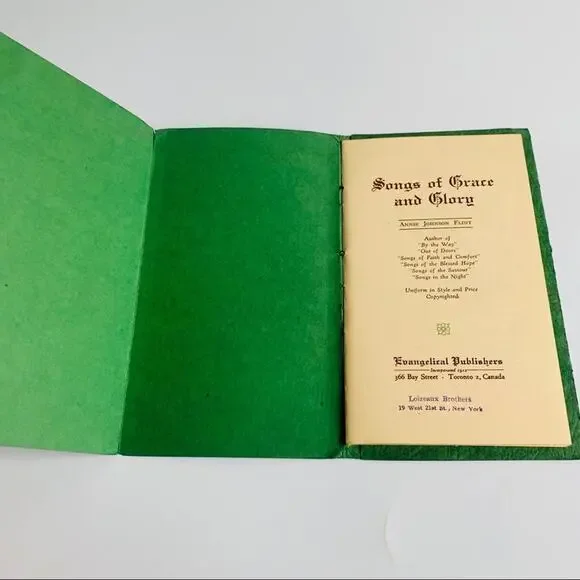 Songs of Grace
and Glory
ANNIE JOHNSON FLINT
Author of
"By the Way"
"Out of Doors"
"Songs of Faith and Comfort"
"Songs of the Blessed Hope"
"Songs of the Saviour"
"Songs in the Night"
Uniform in Style and Price
Copyrighted.
Evangelical Publishers
Incorporated 1912
366 Bay Street - Toronto 2, Canada
Loizeaux Brothers
19 West 21st St., New York